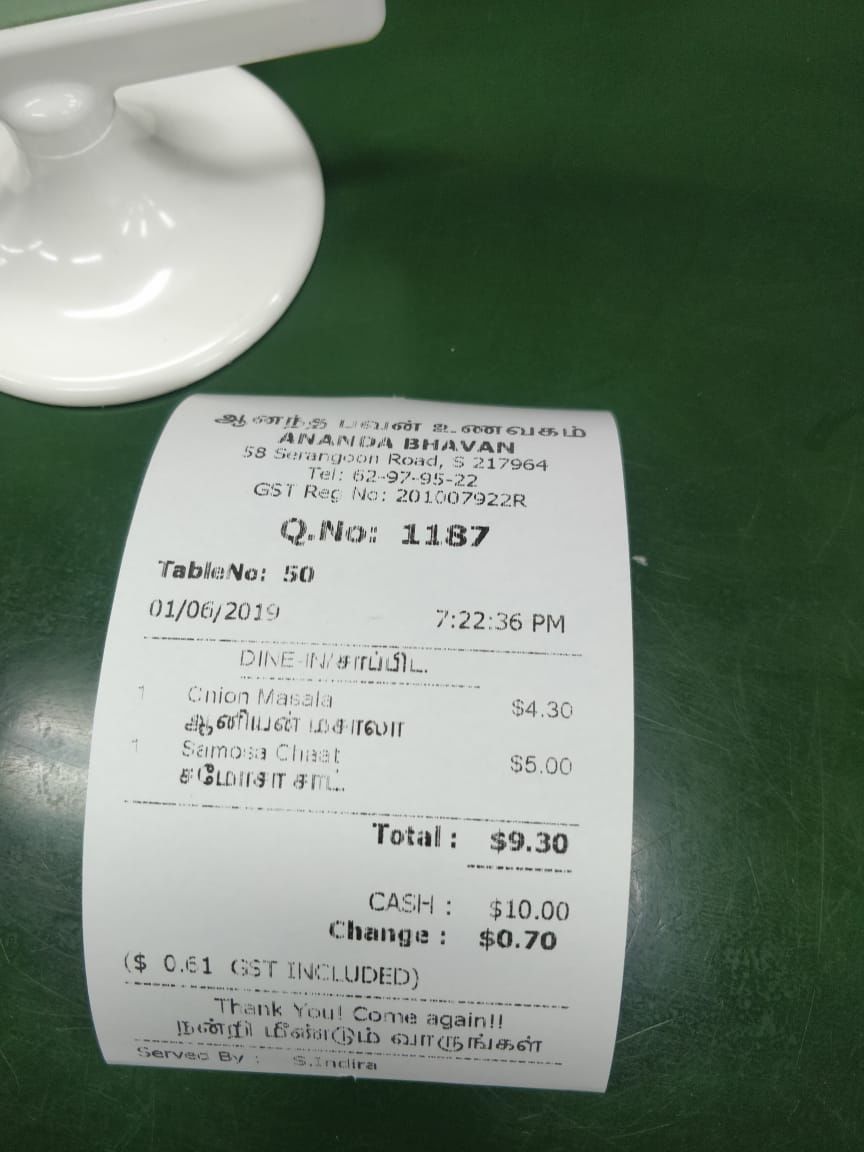 ஆனந்த பவன் உணவகம்
ANANDA BHAVAN
58 Serangoon Road, S 217964
Tel: 62-97-95-22
GST Reg No: 201007922R
Q.No: 1187
TableNo: 50
01/06/2019 7:22:36 PM
DINE-IN/சாப்பிட
1 Onion Masala $4.30
ஆனியன் மசாலா
1 Samosa Chaat $5.00
சமோசா சாட்
Total : $9.30
CASH : $10.00
Change : $0.70
($ 0.61 GST INCLUDED)
Thank You! Come again!!
நன்றி மீண்டும் வாருங்கள்
Served By : S.Indira